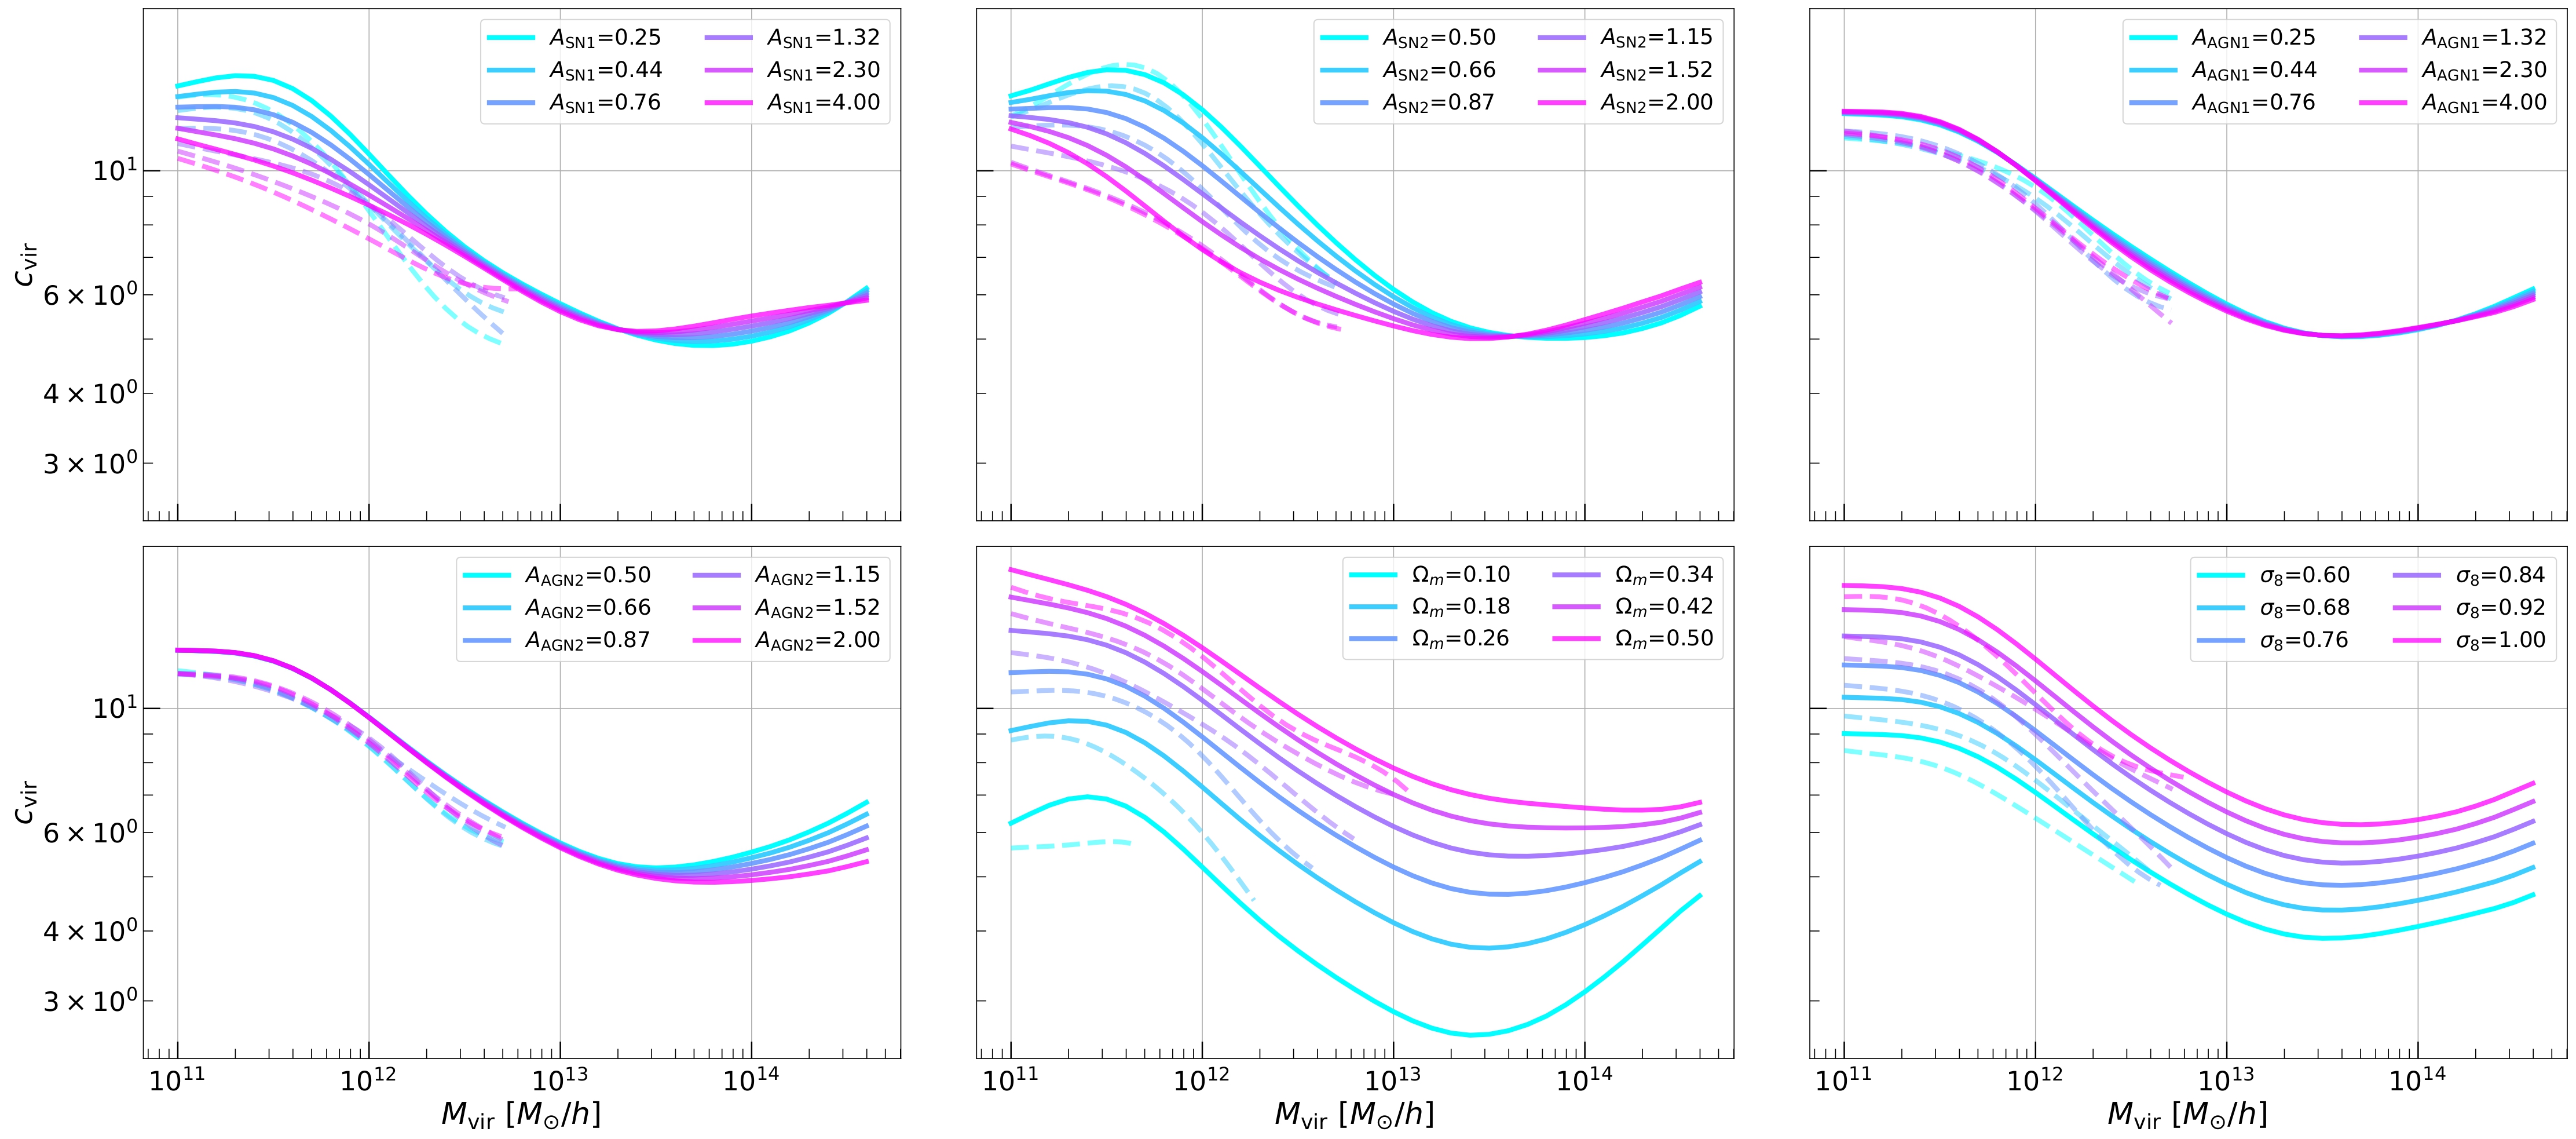 A_SN1=0.25 A_SN1=1.32
A_SN1=0.44 A_SN1=2.30
A_SN1=0.76 A_SN1=4.00
10^1
6 × 10^0
4 × 10^0
3 × 10^0
c_vir
A_SN2=0.50 A_SN2=1.15
A_SN2=0.66 A_SN2=1.52
A_SN2=0.87 A_SN2=2.00
A_AGN1=0.25 A_AGN1=1.32
A_AGN1=0.44 A_AGN1=2.30
A_AGN1=0.76 A_AGN1=4.00
A_AGN2=0.50 A_AGN2=1.15
A_AGN2=0.66 A_AGN2=1.52
A_AGN2=0.87 A_AGN2=2.00
10^1
6 × 10^0
4 × 10^0
3 × 10^0
c_vir
10^11 10^12 10^13 10^14
M_vir [M_⊙/h]
Ω_m=0.10 Ω_m=0.34
Ω_m=0.18 Ω_m=0.42
Ω_m=0.26 Ω_m=0.50
10^11 10^12 10^13 10^14
M_vir [M_⊙/h]
σ_8=0.60 σ_8=0.84
σ_8=0.68 σ_8=0.92
σ_8=0.76 σ_8=1.00
10^11 10^12 10^13 10^14
M_vir [M_⊙/h]